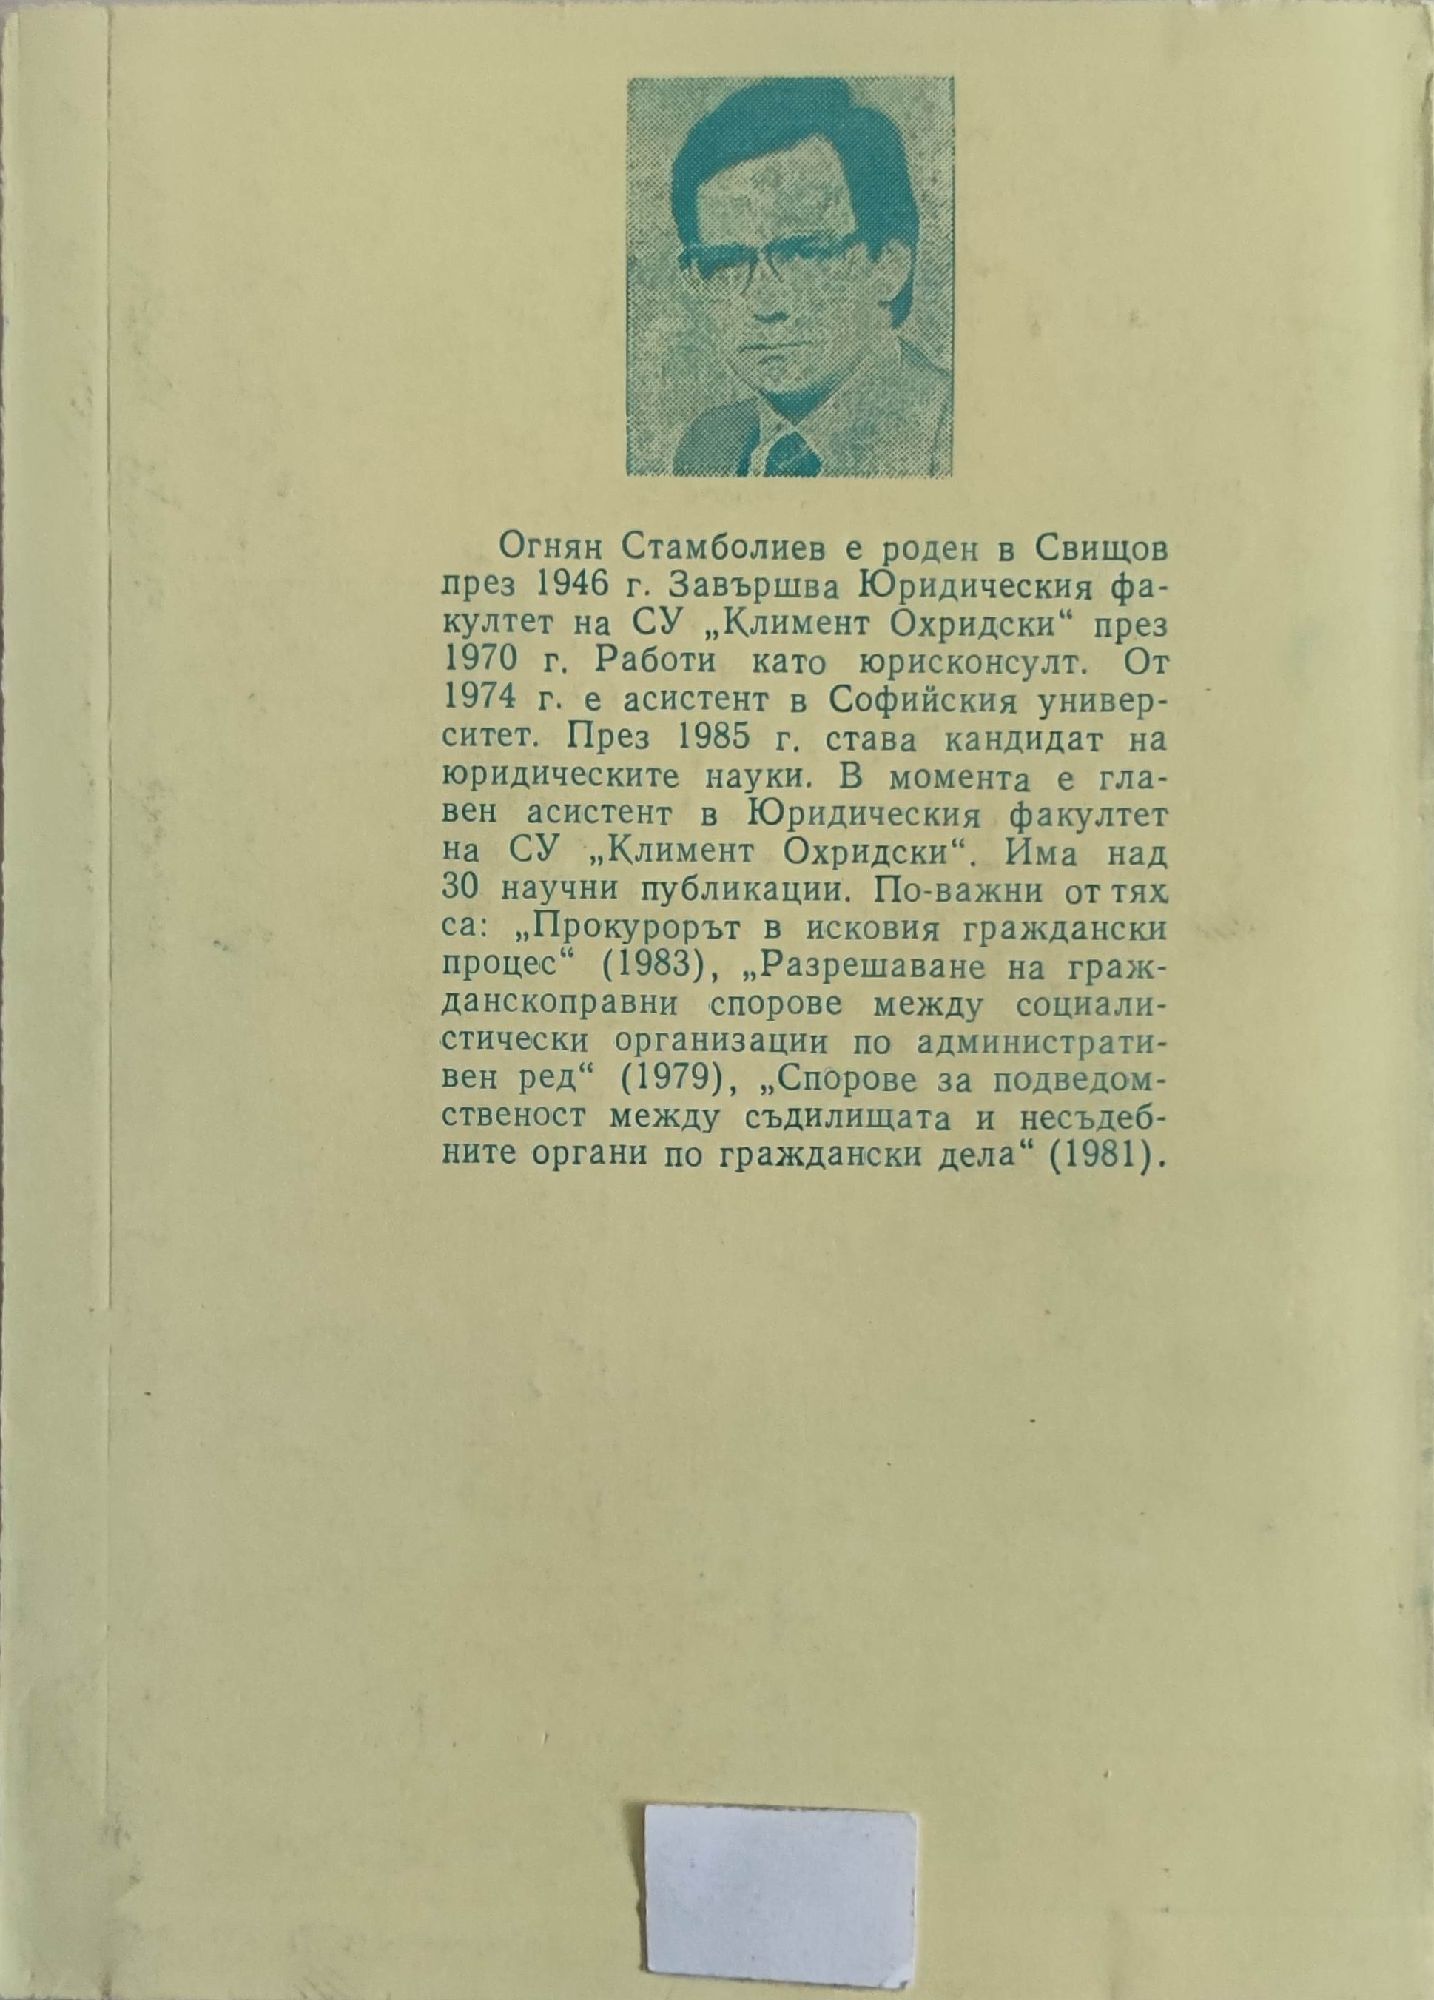 Огнян Стамболиев е роден в Свищов
през 1946 г. Завършва Юридическия фа-
култет на СУ „Климент Охридски“ през
1970 г. Работи като юрисконсулт. От
1974 г. е асистент в Софийския универ-
ситет. През 1985 г. става кандидат на
юридическите науки. В момента е гла-
вен асистент в Юридическия факултет
на СУ „Климент Охридски“. Има над
30 научни публикации. По-важни от тях
са: „Прокурорът в исковия граждански
процес“ (1983), „Разрешаване на граж-
данскоправни спорове между социали-
стически организации по администрати-
вен ред“ (1979), „Спорове за подведом-
ственост между съдилищата и несъдеб-
ните органи по граждански дела“ (1981).